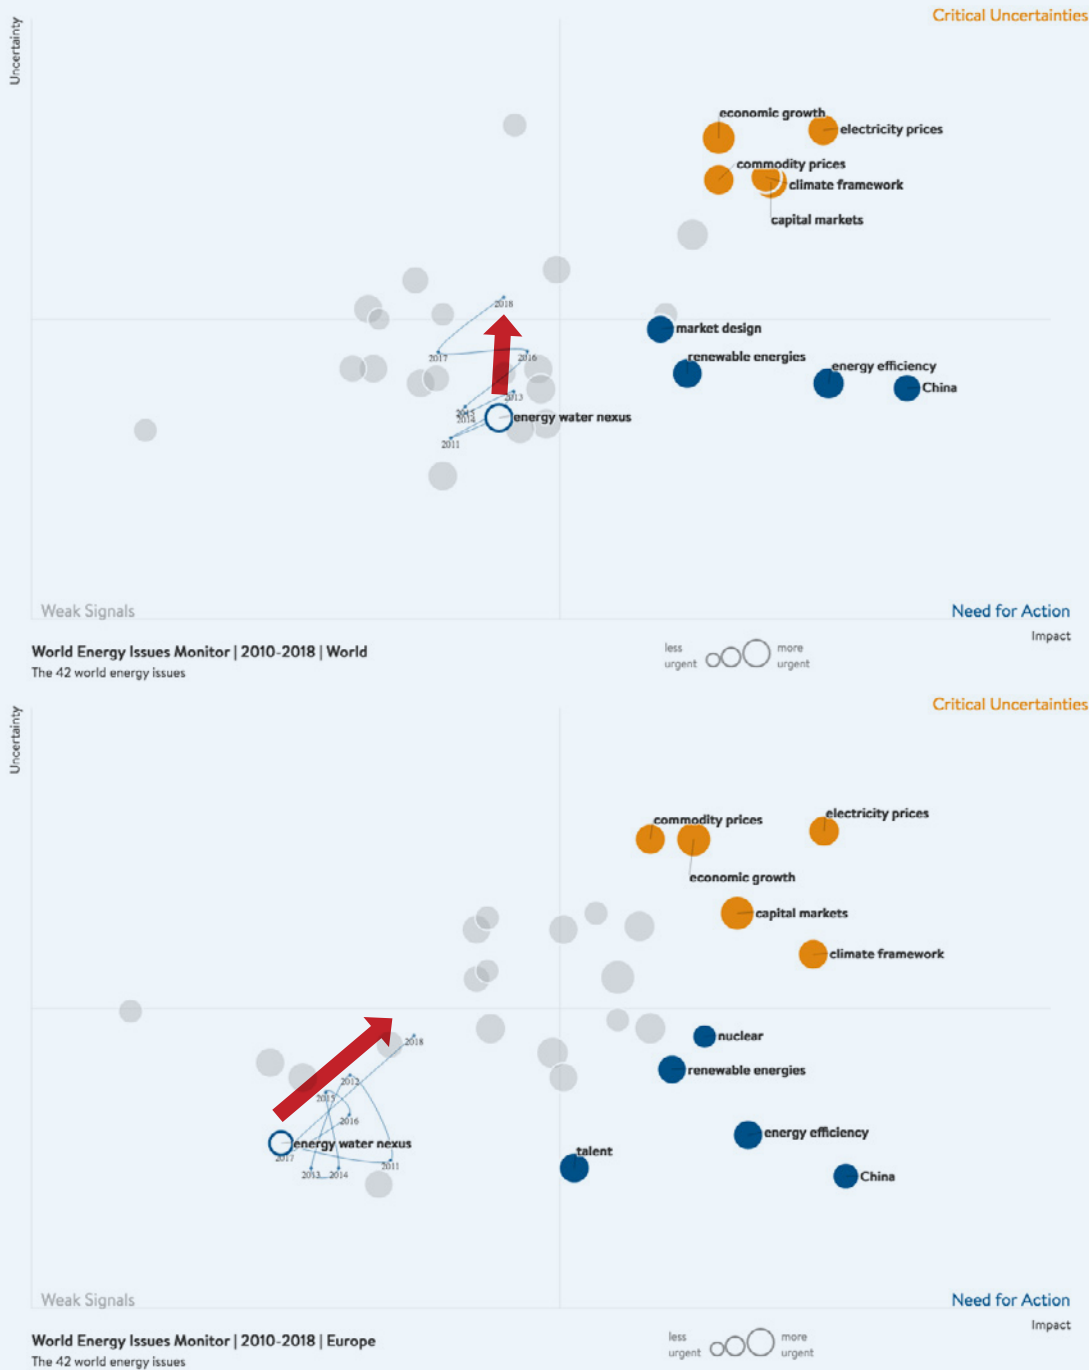 Critical Uncertainties
Uncertainty
economic growth
electricity prices
commodity prices
climate framework
capital markets
2018
market design
2017
2016
renewable energies
energy efficiency
China
2013
2015
2014
energy water nexus
2011
Weak Signals
Need for Action
Impact
World Energy Issues Monitor | 2010-2018 | World
The 42 world energy issues
less urgent
more urgent
Critical Uncertainties
Uncertainty
electricity prices
commodity prices
economic growth
capital markets
climate framework
nuclear
2018
renewable energies
2012
2015
2016
energy efficiency
energy water nexus
talent
2017
2011
2013
2014
China
Weak Signals
Need for Action
Impact
World Energy Issues Monitor | 2010-2018 | Europe
The 42 world energy issues
less urgent
more urgent